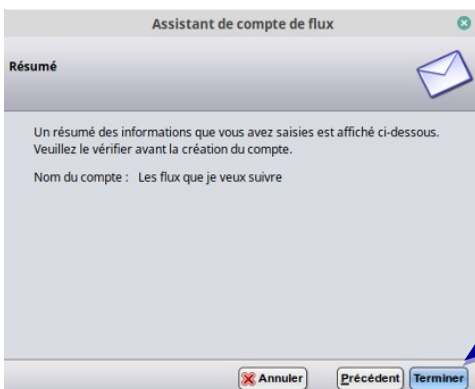 Assistant de compte de flux
Résumé
Un résumé des informations que vous avez saisies est affiché ci-dessous.
Veuillez le vérifier avant la création du compte.
Nom du compte : Les flux que je veux suivre
Annuler
Précédent
Terminer